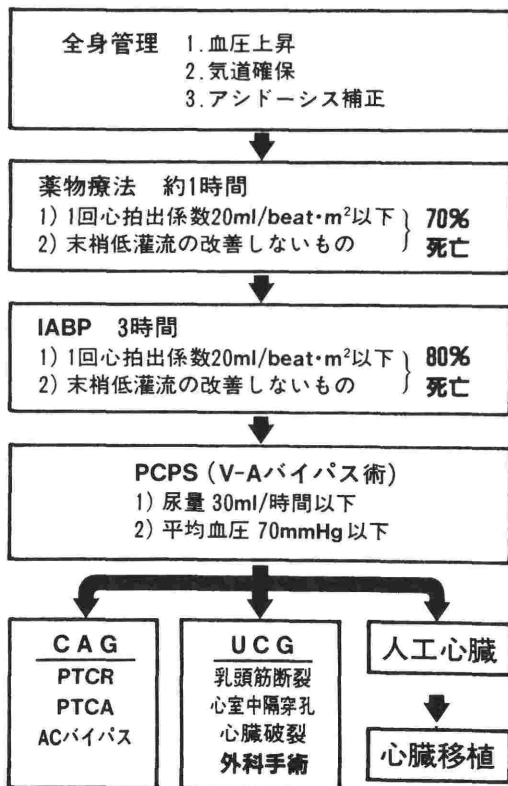 全身管理 1.血圧上昇
2.気道確保
3.アシドーシス補正
薬物療法 約1時間
1) 1回心拍出係数20ml/beat・m²以下 } 70%
2) 末梢低灌流の改善しないもの 死亡
IABP 3時間
1) 1回心拍出係数20ml/beat・m²以下 } 80%
2) 末梢低灌流の改善しないもの 死亡
PCPS (V-Aバイパス術)
1) 尿量 30ml/時間以下
2) 平均血圧 70mmHg以下
CAG
PTCR
PTCA
ACバイパス
UCG
乳頭筋断裂
心室中隔穿孔
心臓破裂
外科手術
人工心臓
心臓移植